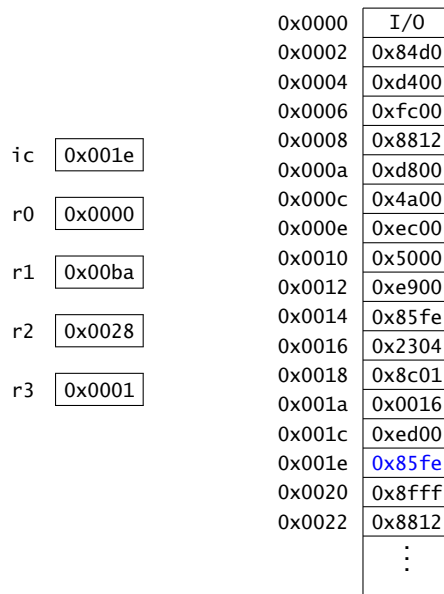 0x0000 I/O
0x0002 0x84d0
0x0004 0xd400
0x0006 0xfc00
0x0008 0x8812
ic 0x001e
0x000a 0xd800
0x000c 0x4a00
r0 0x0000
0x000e 0xec00
0x0010 0x5000
r1 0x00ba
0x0012 0xe900
0x0014 0x85fe
r2 0x0028
0x0016 0x2304
0x0018 0x8c01
r3 0x0001
0x001a 0x0016
0x001c 0xed00
0x001e 0x85fe
0x0020 0x8fff
0x0022 0x8812
⋮